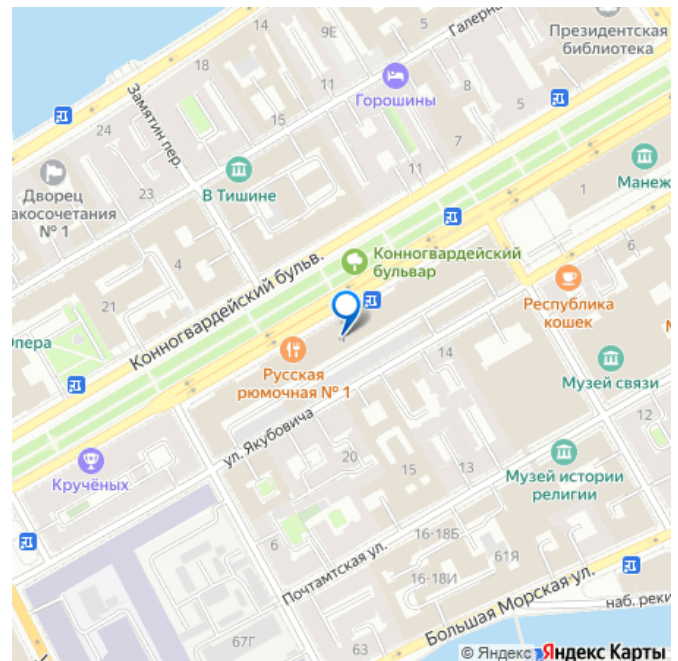 Президентская
библиотека
Галерная
9Е
14
18
11
8
5
Горошины
Замятин пер.
24
15
7
В Тишине
11
Манеж
1
Дворец
акосочетания
№ 1
23
4
Конногвардейский
бульвар
6
Конногвардейский бульв.
21
Опера
Республика
кошек
Русская
рюмочная № 1
14
Музей связи
12
ул. Якубовича
Кручёных
20
15
13
Музей истории
религии
6
16-18Б
61Я
Почтамтская ул.
16-18И
Большая Морская ул.
наб. реки
67Г
63
© Яндекс Яндекс Карты